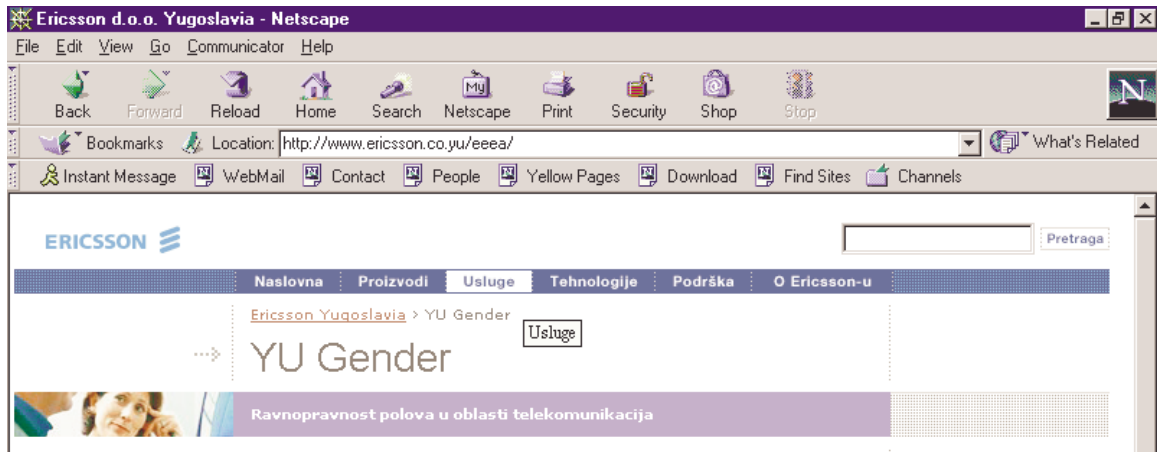 Ericsson d.o.o. Yugoslavia - Netscape
File Edit View Go Communicator Help
Back Forward Reload Home Search Netscape Print Security Shop Stop
My
N
Bookmarks Location: http://www.ericsson.co.yu/eeea/ What's Related
Instant Message WebMail Contact People Yellow Pages Download Find Sites Channels
ERICSSON Pretraga
Naslovna Proizvodi Usluge Tehnologije Podrška O Ericsson-u
Ericsson Yugoslavia > YU Gender
Usluge
YU Gender
Ravnopravnost polova u oblasti telekomunikacija